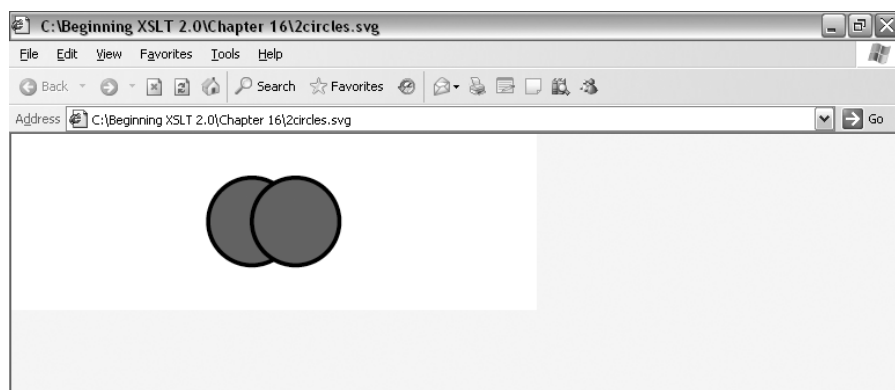 C:\Beginning XSLT 2.0\Chapter 16\2circles.svg
File Edit View Favorites Tools Help
Back Search Favorites
Address C:\Beginning XSLT 2.0\Chapter 16\2circles.svg Go